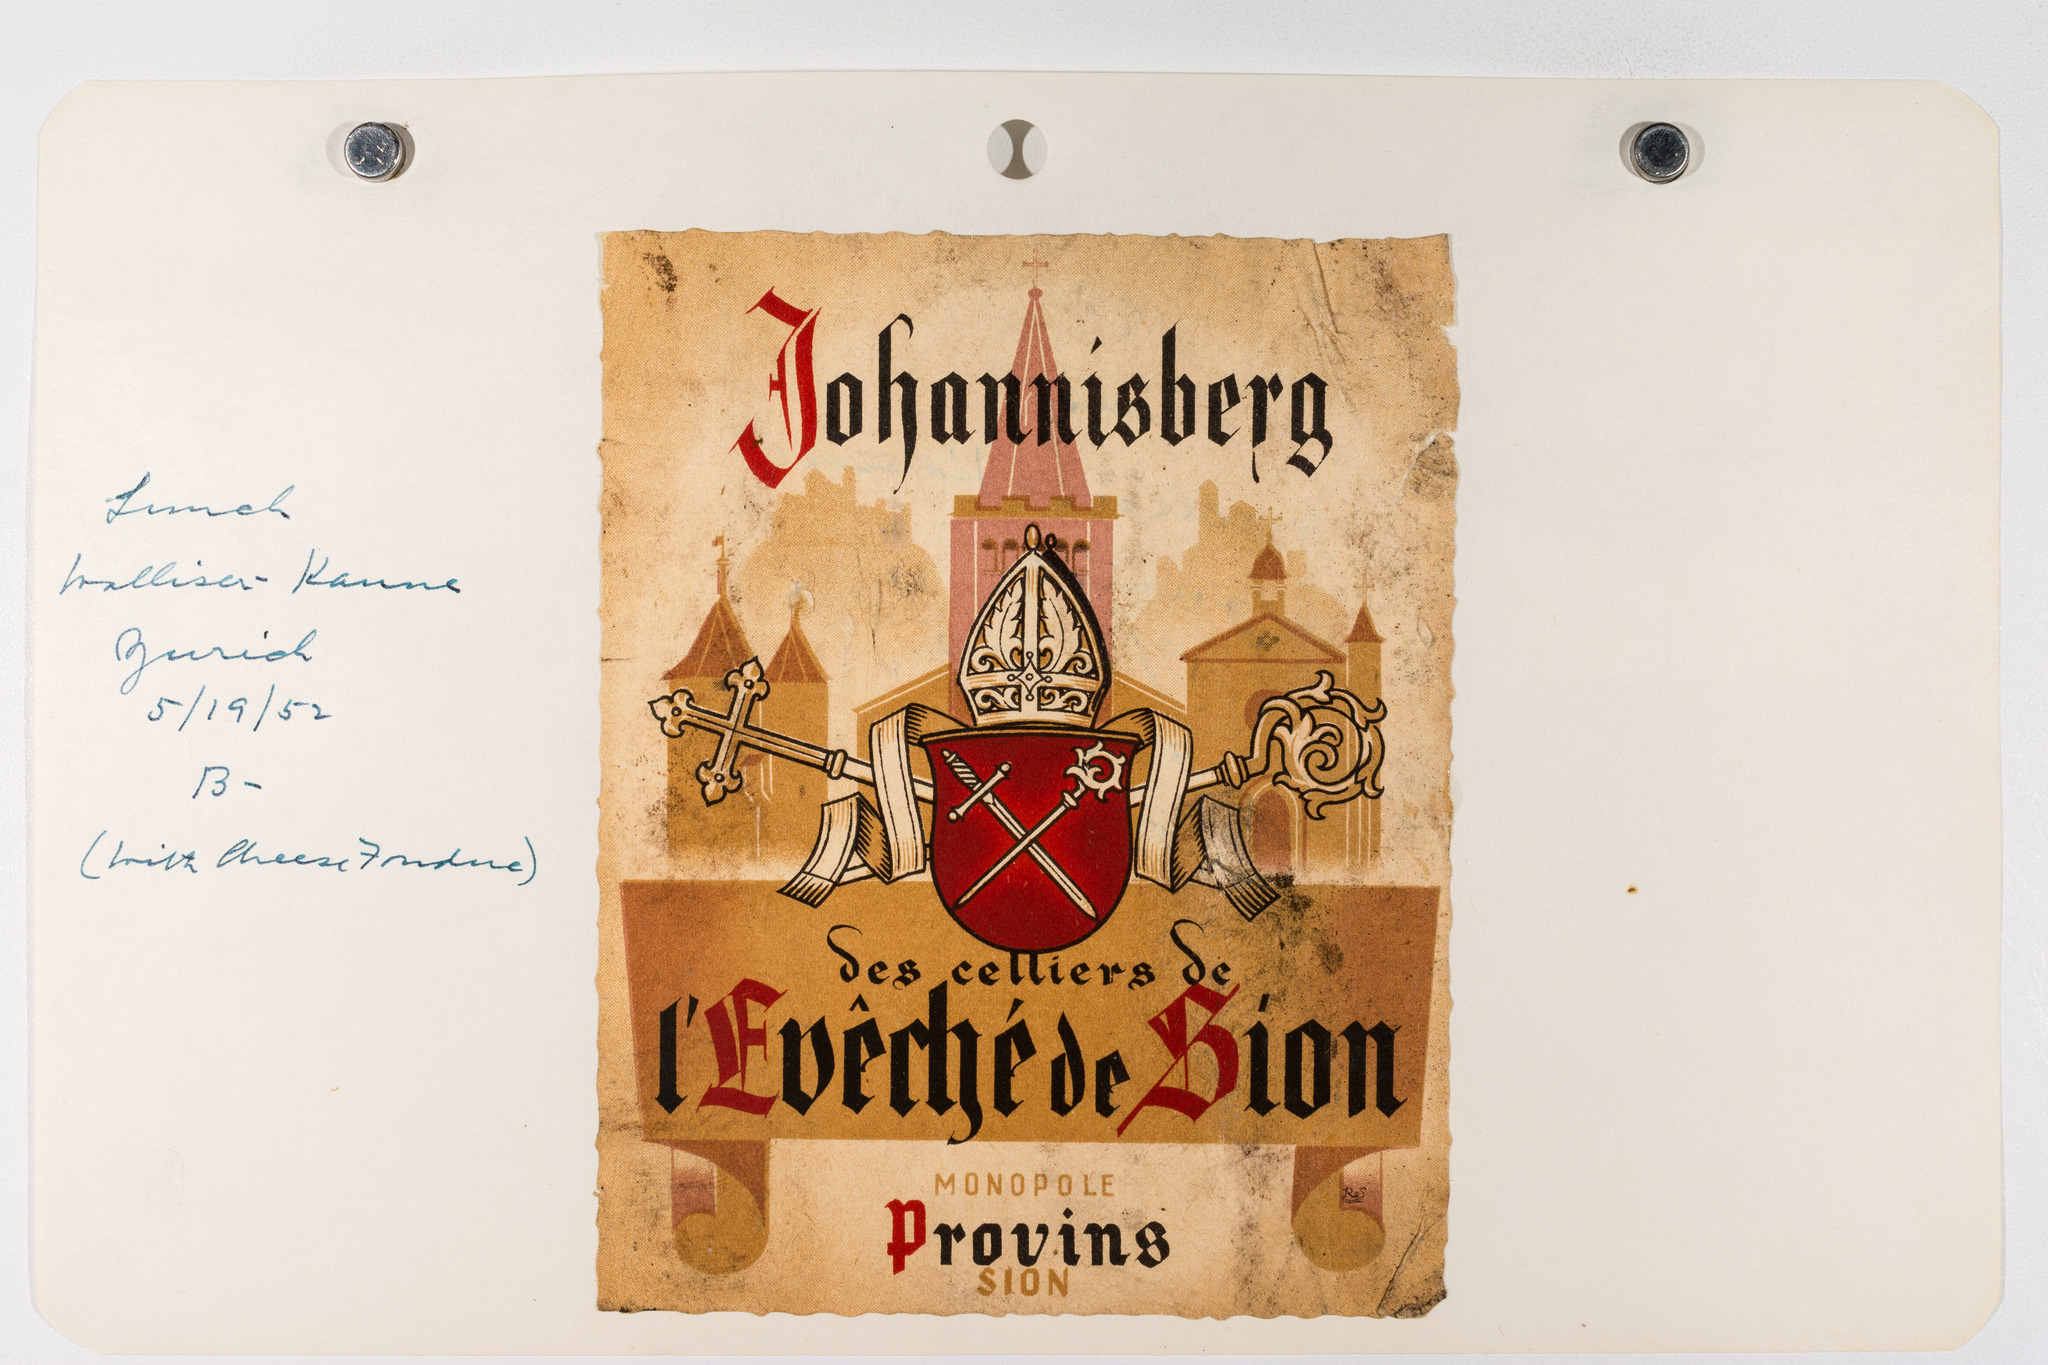 Lunch
Walliser-Kanne
Zurich
5/19/52
B-
(with Cheese Fondue)
Johannisberg
des celliers de
l'Evêché de Sion
MONOPOLE
Provins
SION